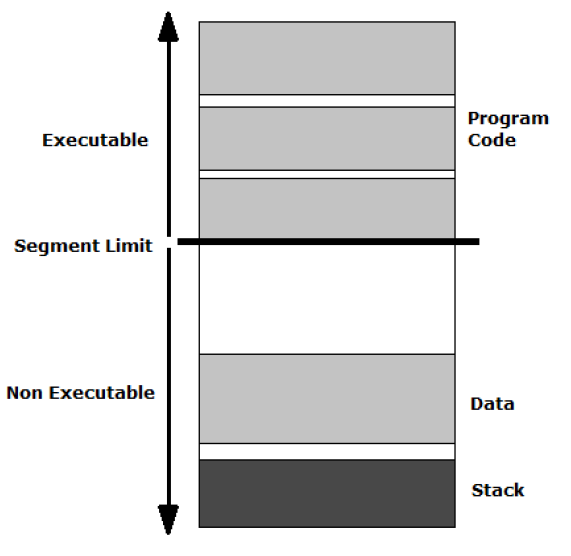 Executable
Program
Code
Segment Limit
Non Executable
Data
Stack